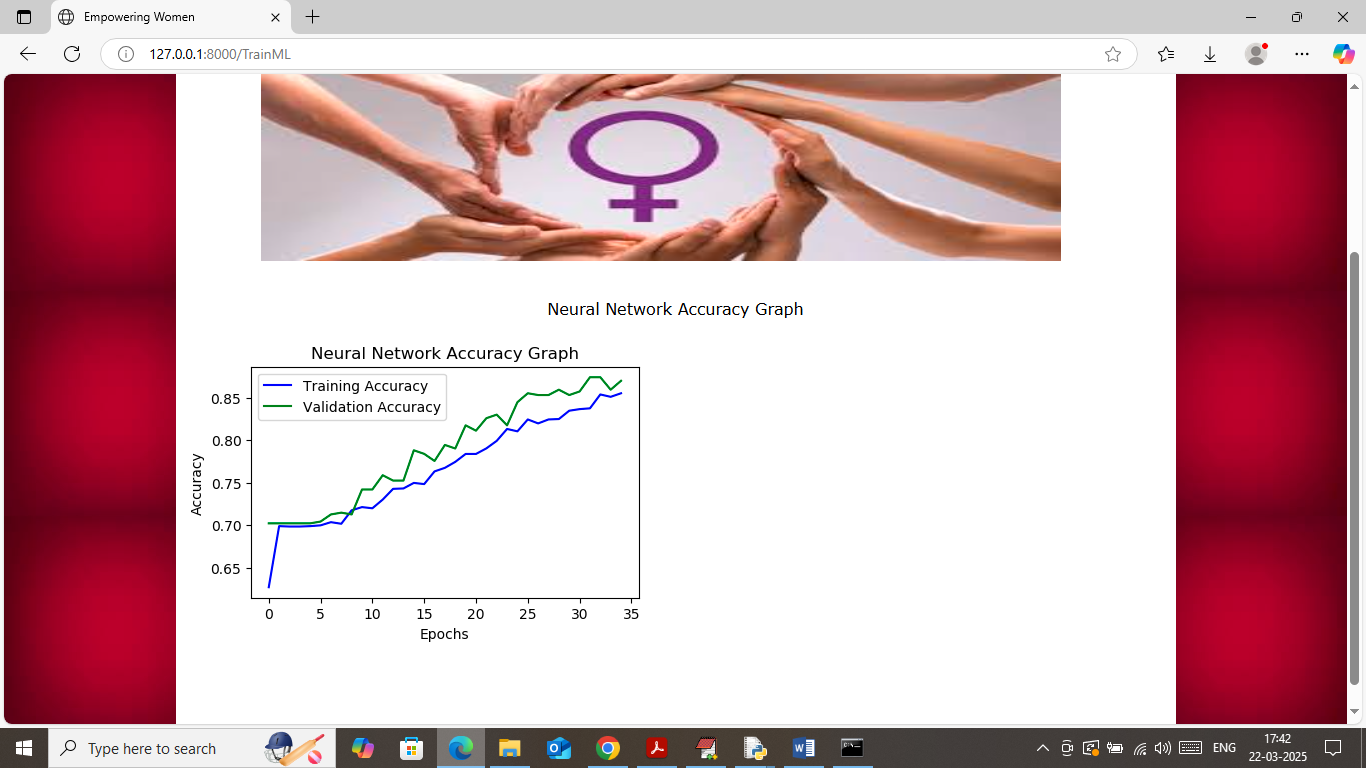 Empowering Women
127.0.0.1:8000/TrainML
Neural Network Accuracy Graph
Neural Network Accuracy Graph
Training Accuracy
Validation Accuracy
0.85
0.80
0.75
0.70
0.65
Accuracy
0 5 10 15 20 25 30 35
Epochs
Type here to search
ENG
17:42
22-03-2025